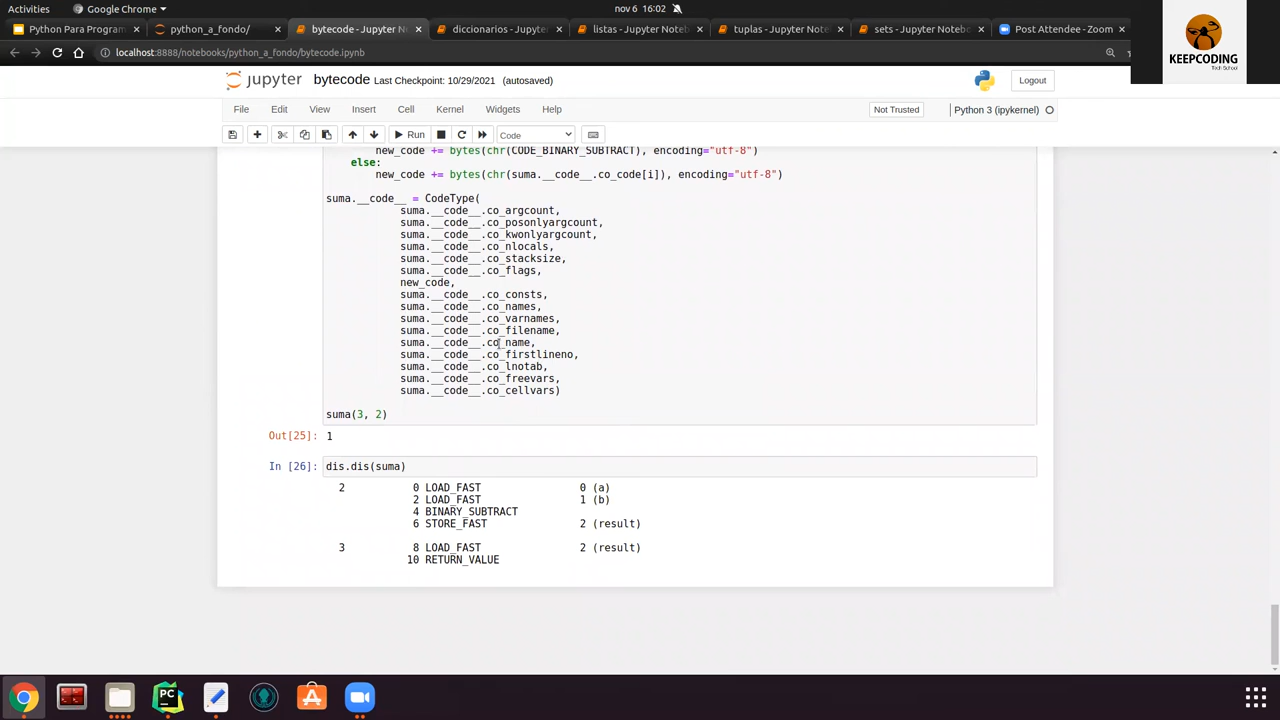 Activities
Google Chrome
nov 6 16:02
Python Para Program
python_a_fondo/
bytecode - Jupyter No
diccionarios - Jupyter
listas - Jupyter Noteb
tuplas - Jupyter Noteb
sets - Jupyter Notebo
Post Attendee - Zoom
localhost:8888/notebooks/python_a_fondo/bytecode.ipynb
KEEPCODING
Tech School
jupyter bytecode Last Checkpoint: 10/29/2021 (autosaved)
Logout
File Edit View Insert Cell Kernel Widgets Help
Not Trusted
Python 3 (ipykernel)
Run
Code
new_code += bytes(chr(CODE_BINARY_SUBTRACT), encoding="utf-8")
else:
new_code += bytes(chr(suma.__code__.co_code[i]), encoding="utf-8")
suma.__code__ = CodeType(
suma.__code__.co_argcount,
suma.__code__.co_posonlyargcount,
suma.__code__.co_kwonlyargcount,
suma.__code__.co_nlocals,
suma.__code__.co_stacksize,
suma.__code__.co_flags,
new_code,
suma.__code__.co_consts,
suma.__code__.co_names,
suma.__code__.co_varnames,
suma.__code__.co_filename,
suma.__code__.co_name,
suma.__code__.co_firstlineno,
suma.__code__.co_lnotab,
suma.__code__.co_freevars,
suma.__code__.co_cellvars)
suma(3, 2)
Out[25]: 1
In [26]: dis.dis(suma)
2 0 LOAD_FAST 0 (a)
2 LOAD_FAST 1 (b)
4 BINARY_SUBTRACT
6 STORE_FAST 2 (result)
3 8 LOAD_FAST 2 (result)
10 RETURN_VALUE
PC